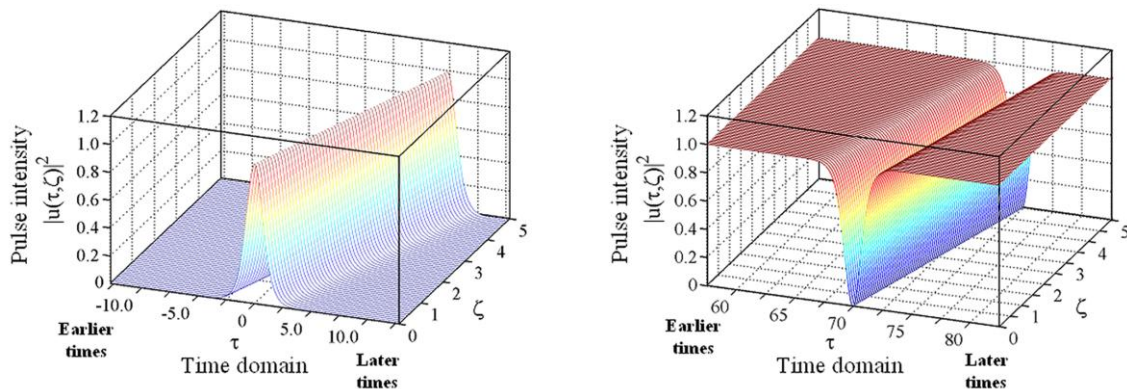 1.2
1.0
0.8
0.6
0.4
0.2
0
Pulse intensity
|u(τ,ζ)|²
-10.0
-5.0
0
5.0
10.0
0
1
2
3
4
5
ζ
Earlier
times
τ
Time domain
Later
times
1.2
1.0
0.8
0.6
0.4
0.2
0
Pulse intensity
|u(τ,ζ)|²
60
65
70
75
80
0
1
2
3
4
5
ζ
Earlier
times
τ
Time domain
Later
times